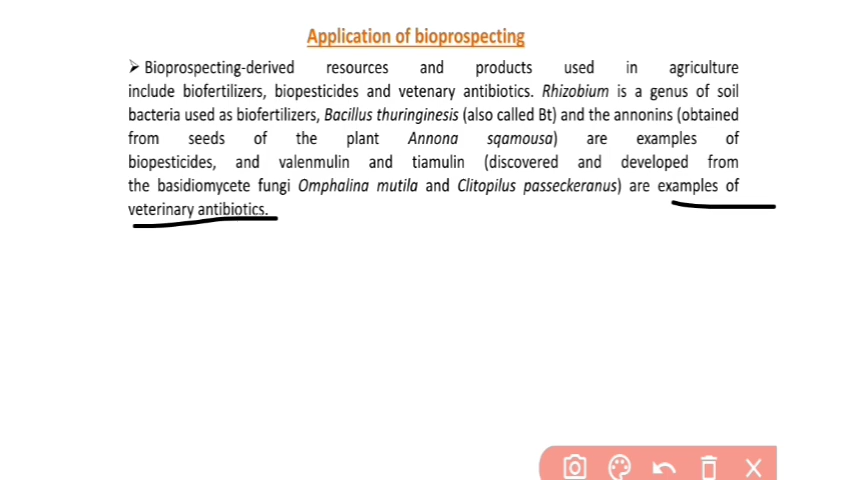 Application of bioprospecting
➤ Bioprospecting-derived resources and products used in agriculture
include biofertilizers, biopesticides and vetenary antibiotics. Rhizobium is a genus of soil
bacteria used as biofertilizers, Bacillus thuringinesis (also called Bt) and the annonins (obtained
from seeds of the plant Annona sqamousa) are examples of
biopesticides, and valenmulin and tiamulin (discovered and developed from
the basidiomycete fungi Omphalina mutila and Clitopilus passeckeranus) are examples of
veterinary antibiotics.